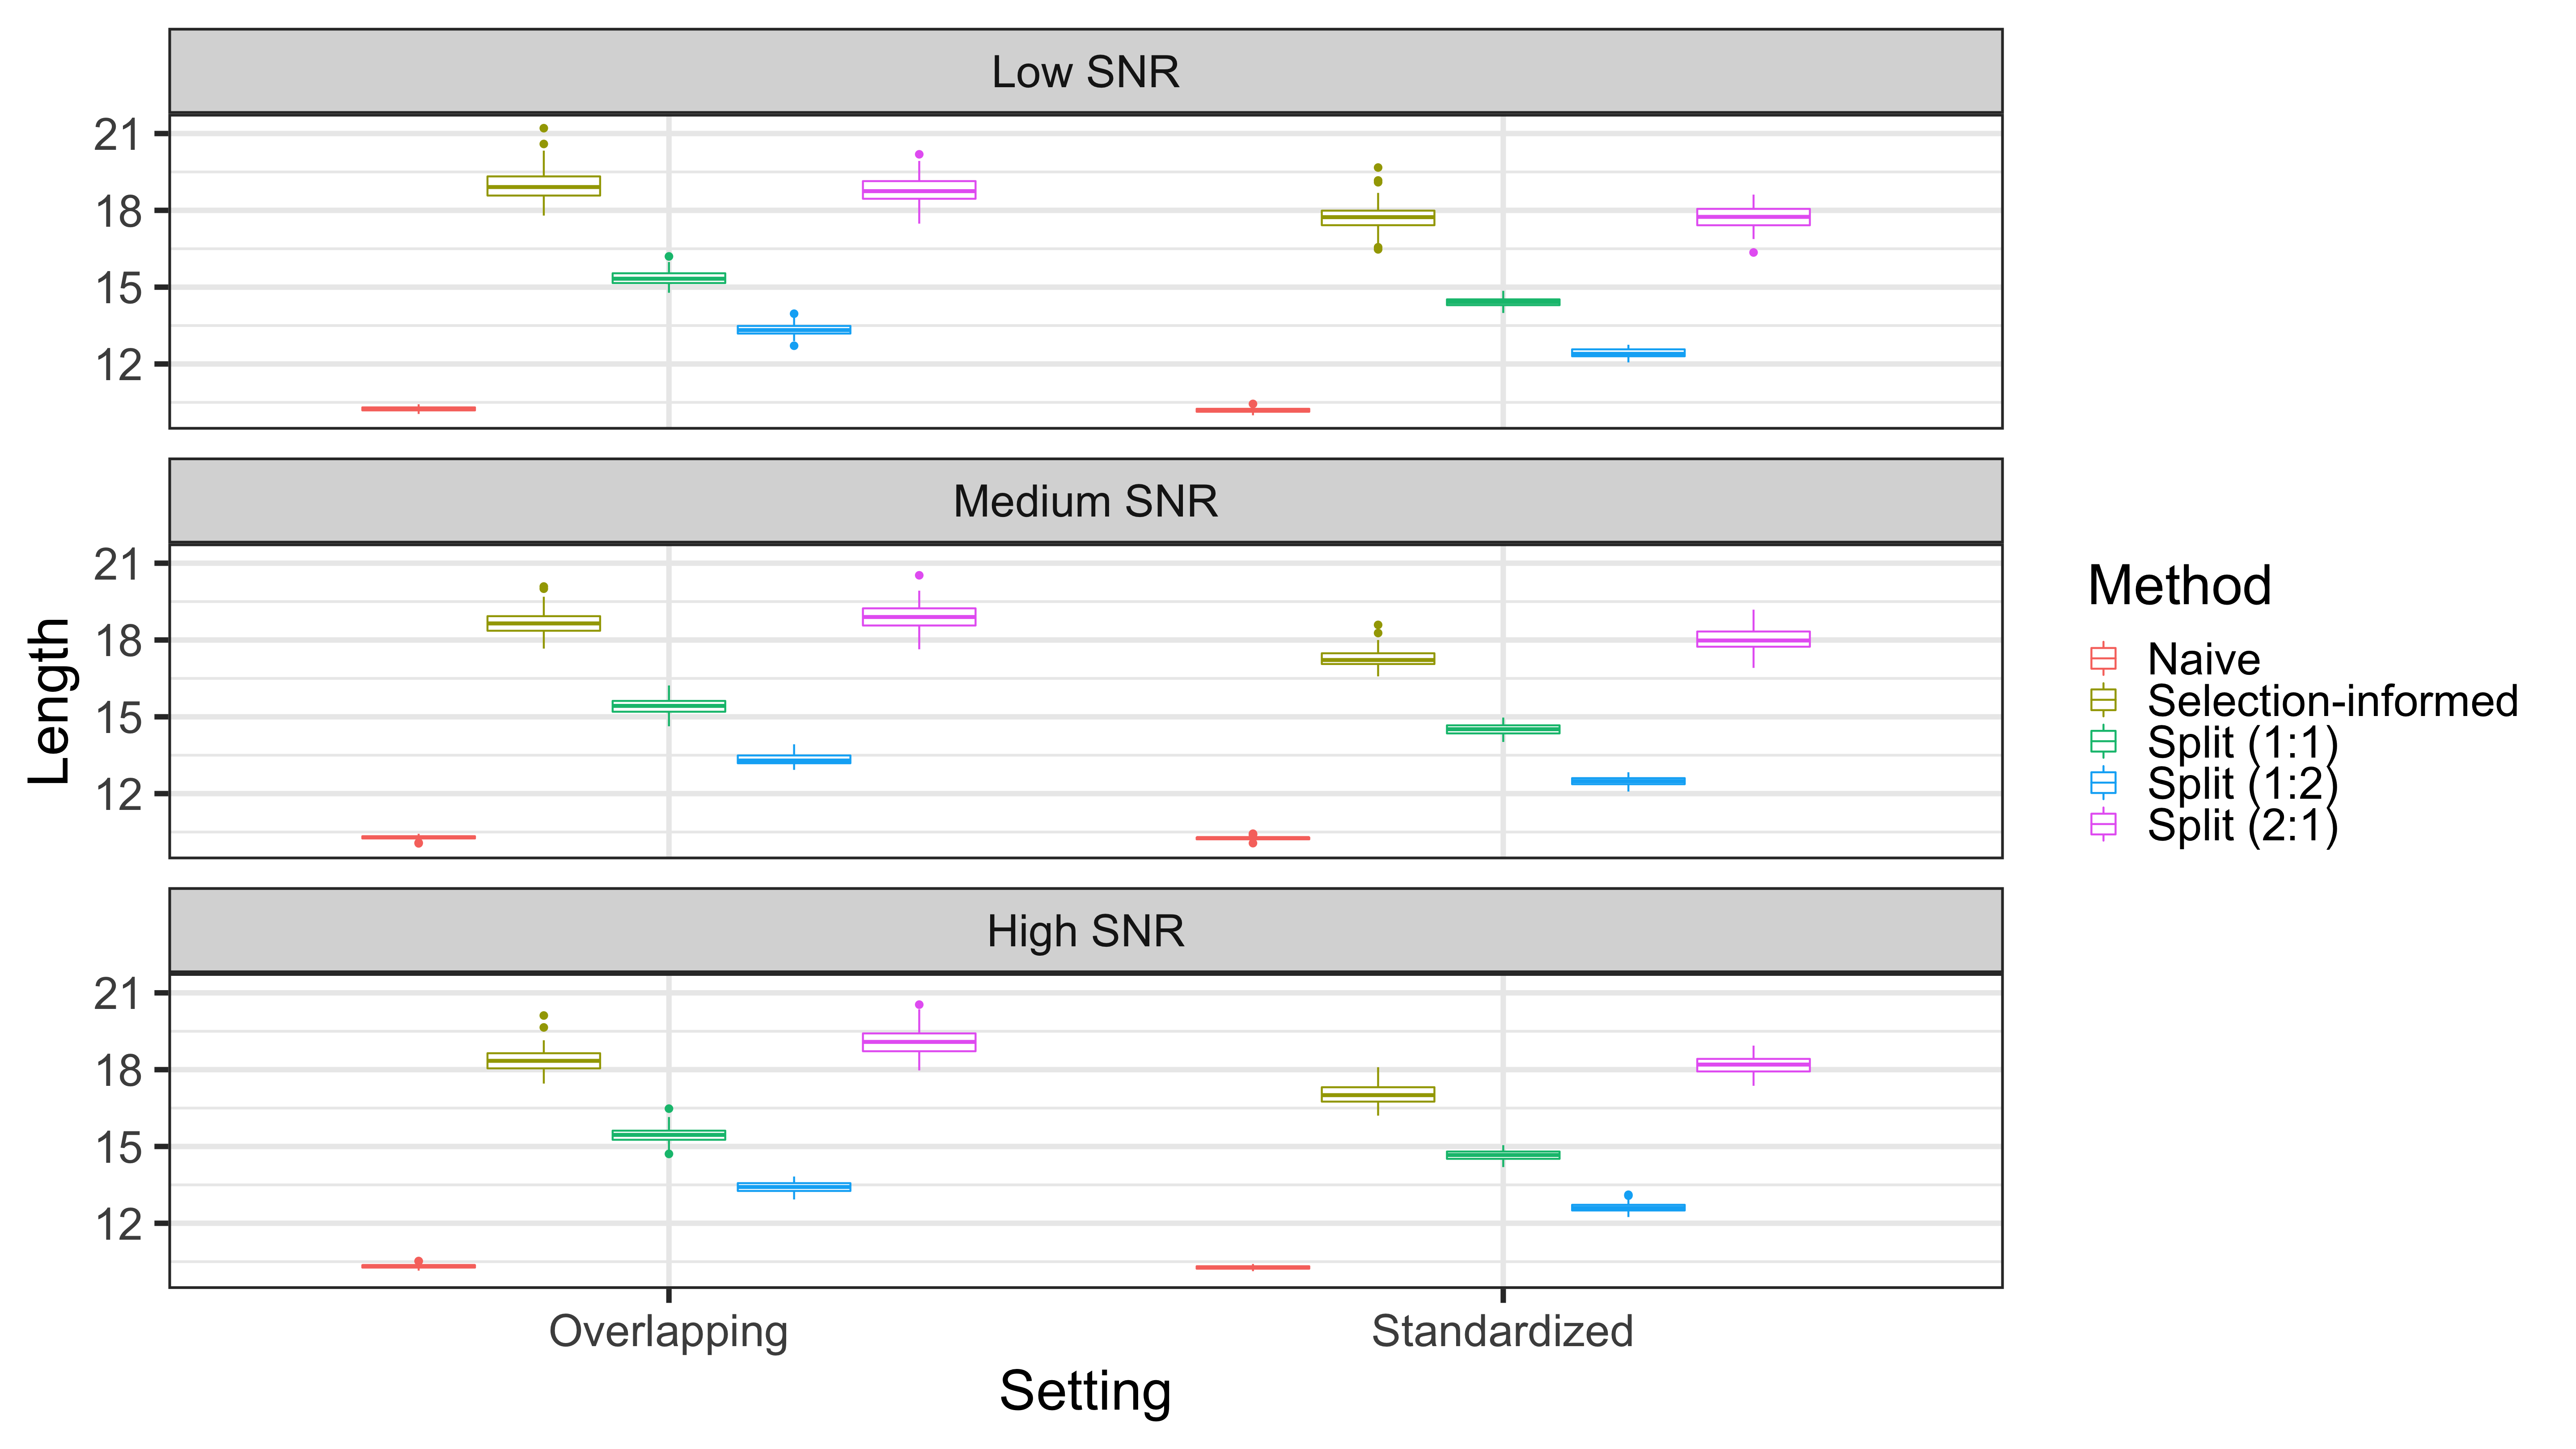 Low SNR
21
18
15
12
Medium SNR
21
18
15
12
High SNR
21
18
15
12
Length
Overlapping
Standardized
Setting
Method
Naive
Selection-informed
Split (1:1)
Split (1:2)
Split (2:1)